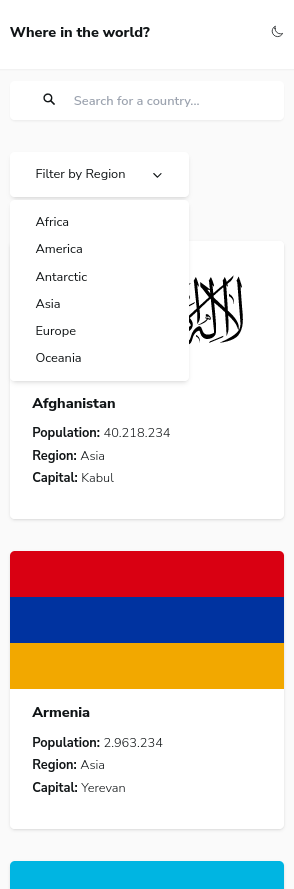 Where in the world?
Search for a country...
Filter by Region
Africa
America
Antarctic
Asia
Europe
Oceania
Afghanistan
Population: 40.218.234
Region: Asia
Capital: Kabul
Armenia
Population: 2.963.234
Region: Asia
Capital: Yerevan